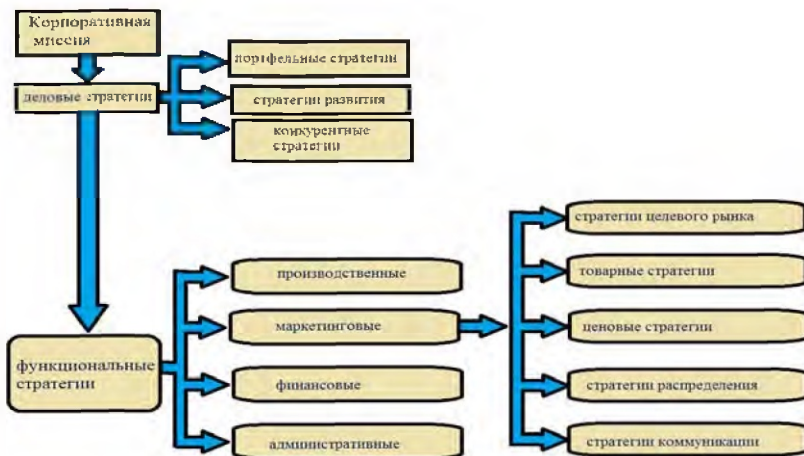 Корпоративная
миссия
деловые стратегии
портфельные стратегии
стратегии развития
конкурентные
стратегии
функциональные
стратегии
производственные
маркетинговые
финансовые
административные
стратегии целевого рынка
товарные стратегии
ценовые стратегии
стратегии распределения
стратегии коммуникации